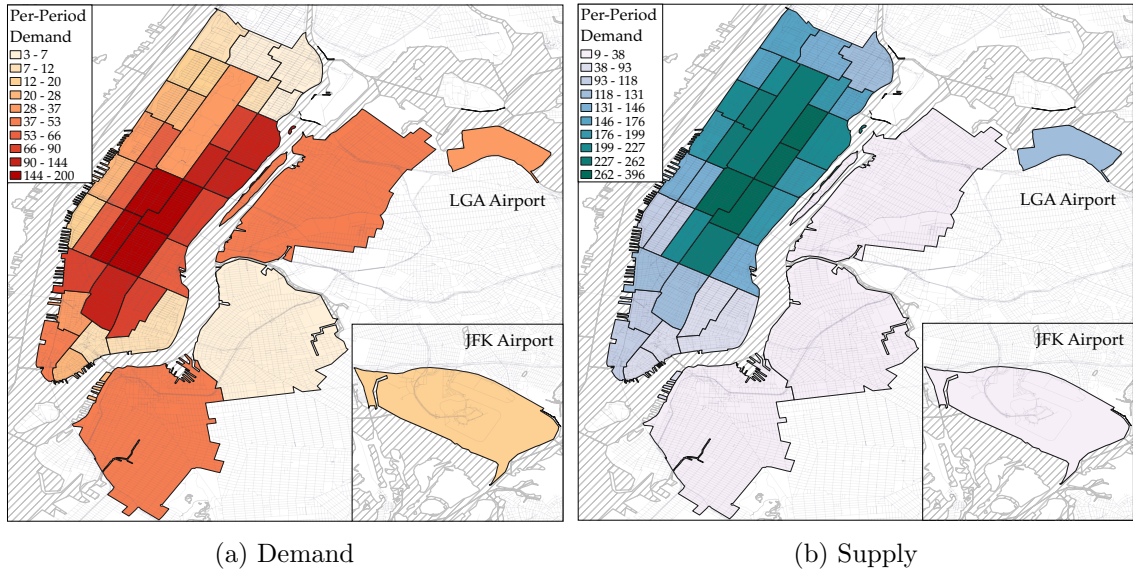 Per-Period
Demand
3 - 7
7 - 12
12 - 20
20 - 28
28 - 37
37 - 53
53 - 66
66 - 90
90 - 144
144 - 200
LGA Airport
JFK Airport
Per-Period
Demand
9 - 38
38 - 93
93 - 118
118 - 131
131 - 146
146 - 176
176 - 199
199 - 227
227 - 262
262 - 396
LGA Airport
JFK Airport
(a) Demand
(b) Supply